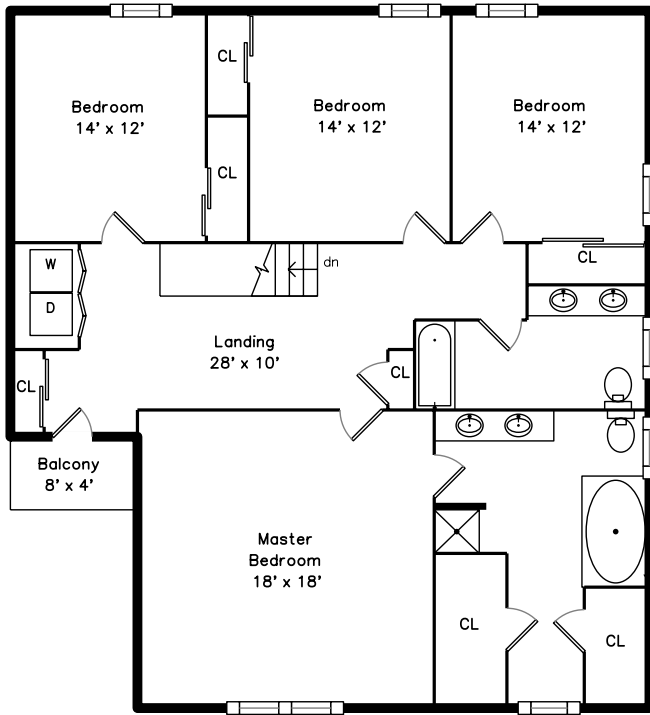 CL
Bedroom
14' x 12'
Bedroom
14' x 12'
Bedroom
14' x 12'
CL
W
D
dn
CL
Landing
28' x 10'
CL
CL
Balcony
8' x 4'
Master
Bedroom
18' x 18'
CL
CL